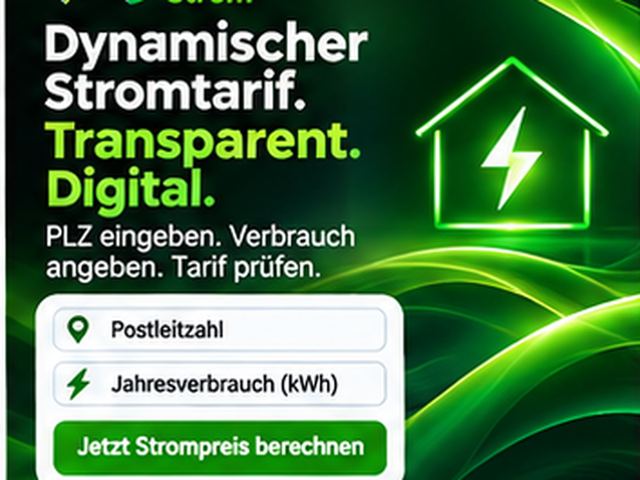 Dynamischer
Stromtarif.
Transparent.
Digital.
PLZ eingeben. Verbrauch
angeben. Tarif prüfen.
Postleitzahl
Jahresverbrauch (kWh)
Jetzt Strompreis berechnen